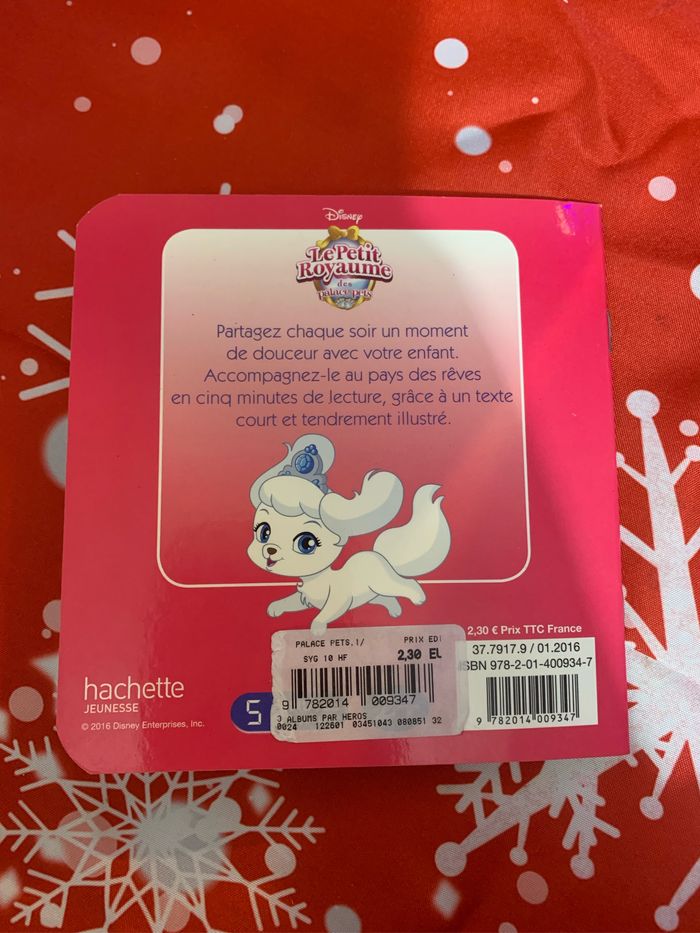 Disney
Le Petit
Royaume
des
palace pets
Partagez chaque soir un moment
de douceur avec votre enfant.
Accompagnez-le au pays des rêves
en cinq minutes de lecture, grâce à un texte
court et tendrement illustré.
PALACE PETS.1/ PRIX EDI
SYG 10 HF 2,30 EL
9 782014 009347
3 ALBUMS PAR HEROS
0024 122601 03451043 080851 32
2,30 € Prix TTC France
37.7917.9 / 01.2016
ISBN 978-2-01-400934-7
9 782014 009347
hachette
JEUNESSE
© 2016 Disney Enterprises, Inc.
5